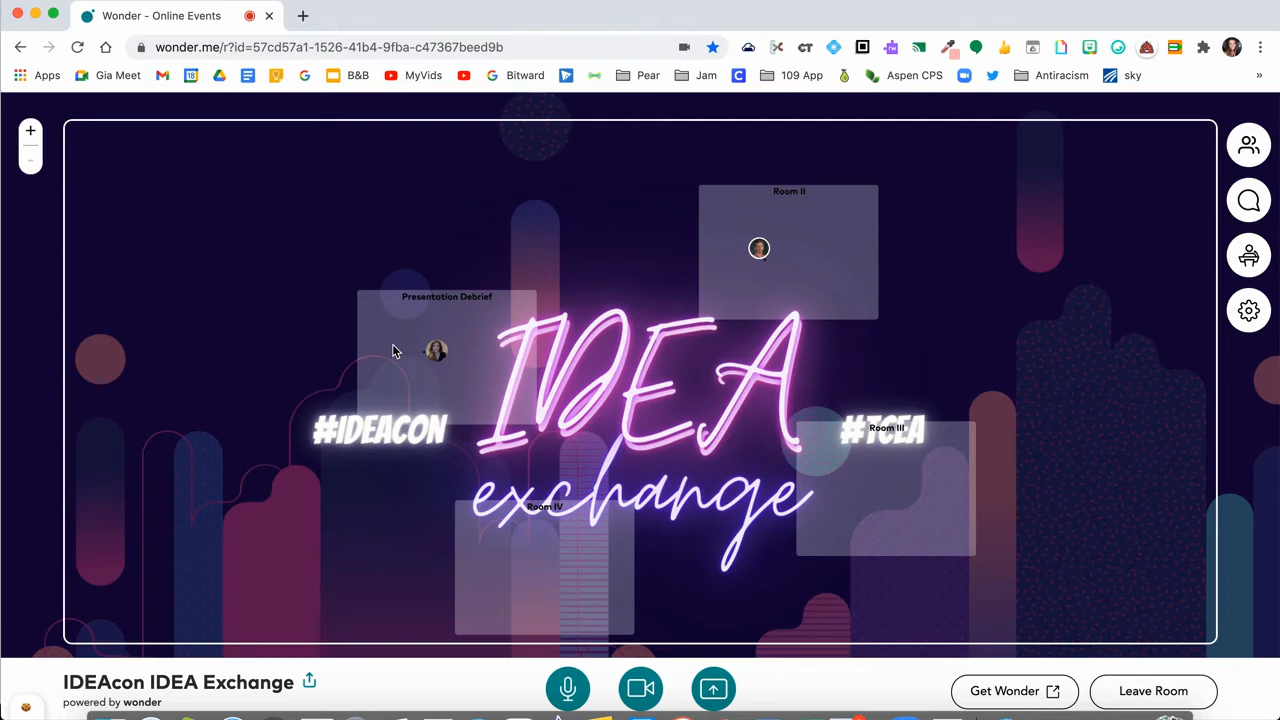 Wonder - Online Events
wonder.me/r?id=57cd57a1-1526-41b4-9fba-c47367beed9b
Apps
Gia Meet
B&B
MyVids
Bitward
Pear
Jam
109 App
Aspen CPS
Antiracism
sky
Room II
Presentation Debrief
IDEA
#IDEACON
#TCEA
Room III
exchange
Room IV
IDEAcon IDEA Exchange
powered by wonder
Get Wonder
Leave Room